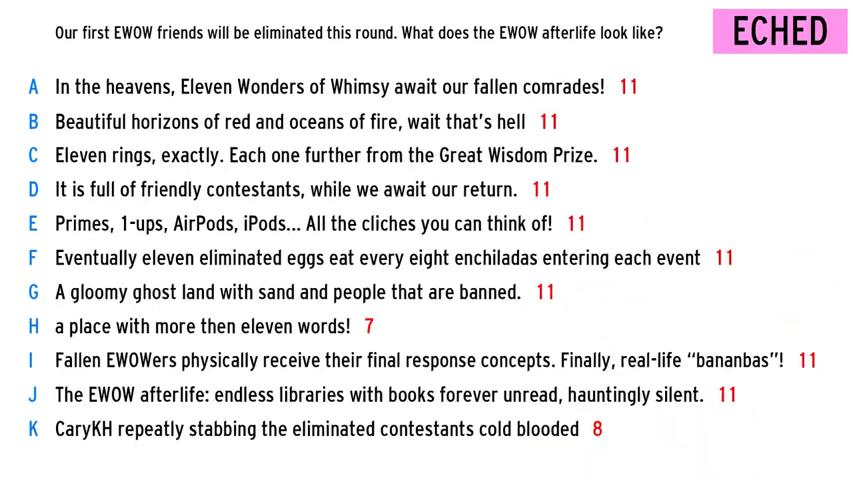 Our first EWOW friends will be eliminated this round. What does the EWOW afterlife look like?
ECHED
A In the heavens, Eleven Wonders of Whimsy await our fallen comrades! 11
B Beautiful horizons of red and oceans of fire, wait that's hell 11
C Eleven rings, exactly. Each one further from the Great Wisdom Prize. 11
D It is full of friendly contestants, while we await our return. 11
E Primes, 1-ups, AirPods, iPods... All the cliches you can think of! 11
F Eventually eleven eliminated eggs eat every eight enchiladas entering each event 11
G A gloomy ghost land with sand and people that are banned. 11
H a place with more then eleven words! 7
I Fallen EWOWers physically receive their final response concepts. Finally, real-life “bananbas”! 11
J The EWOW afterlife: endless libraries with books forever unread, hauntingly silent. 11
K CaryKH repeatly stabbing the eliminated contestants cold blooded 8